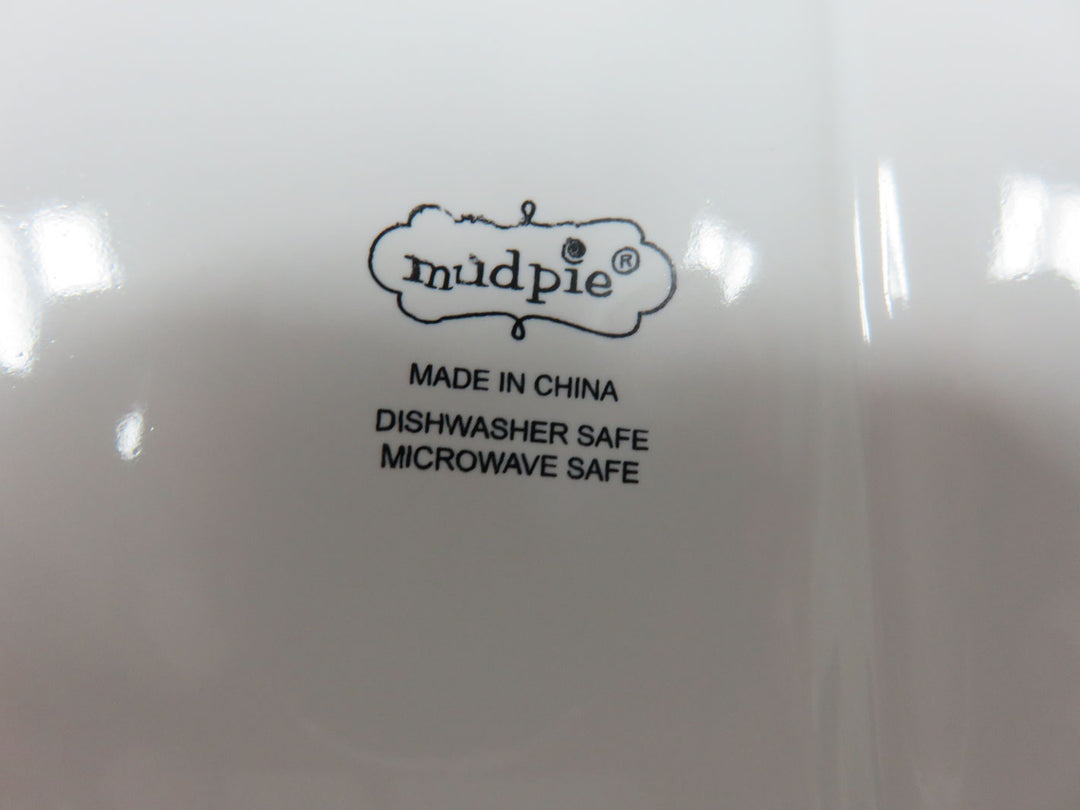 mudpie®
MADE IN CHINA
DISHWASHER SAFE
MICROWAVE SAFE